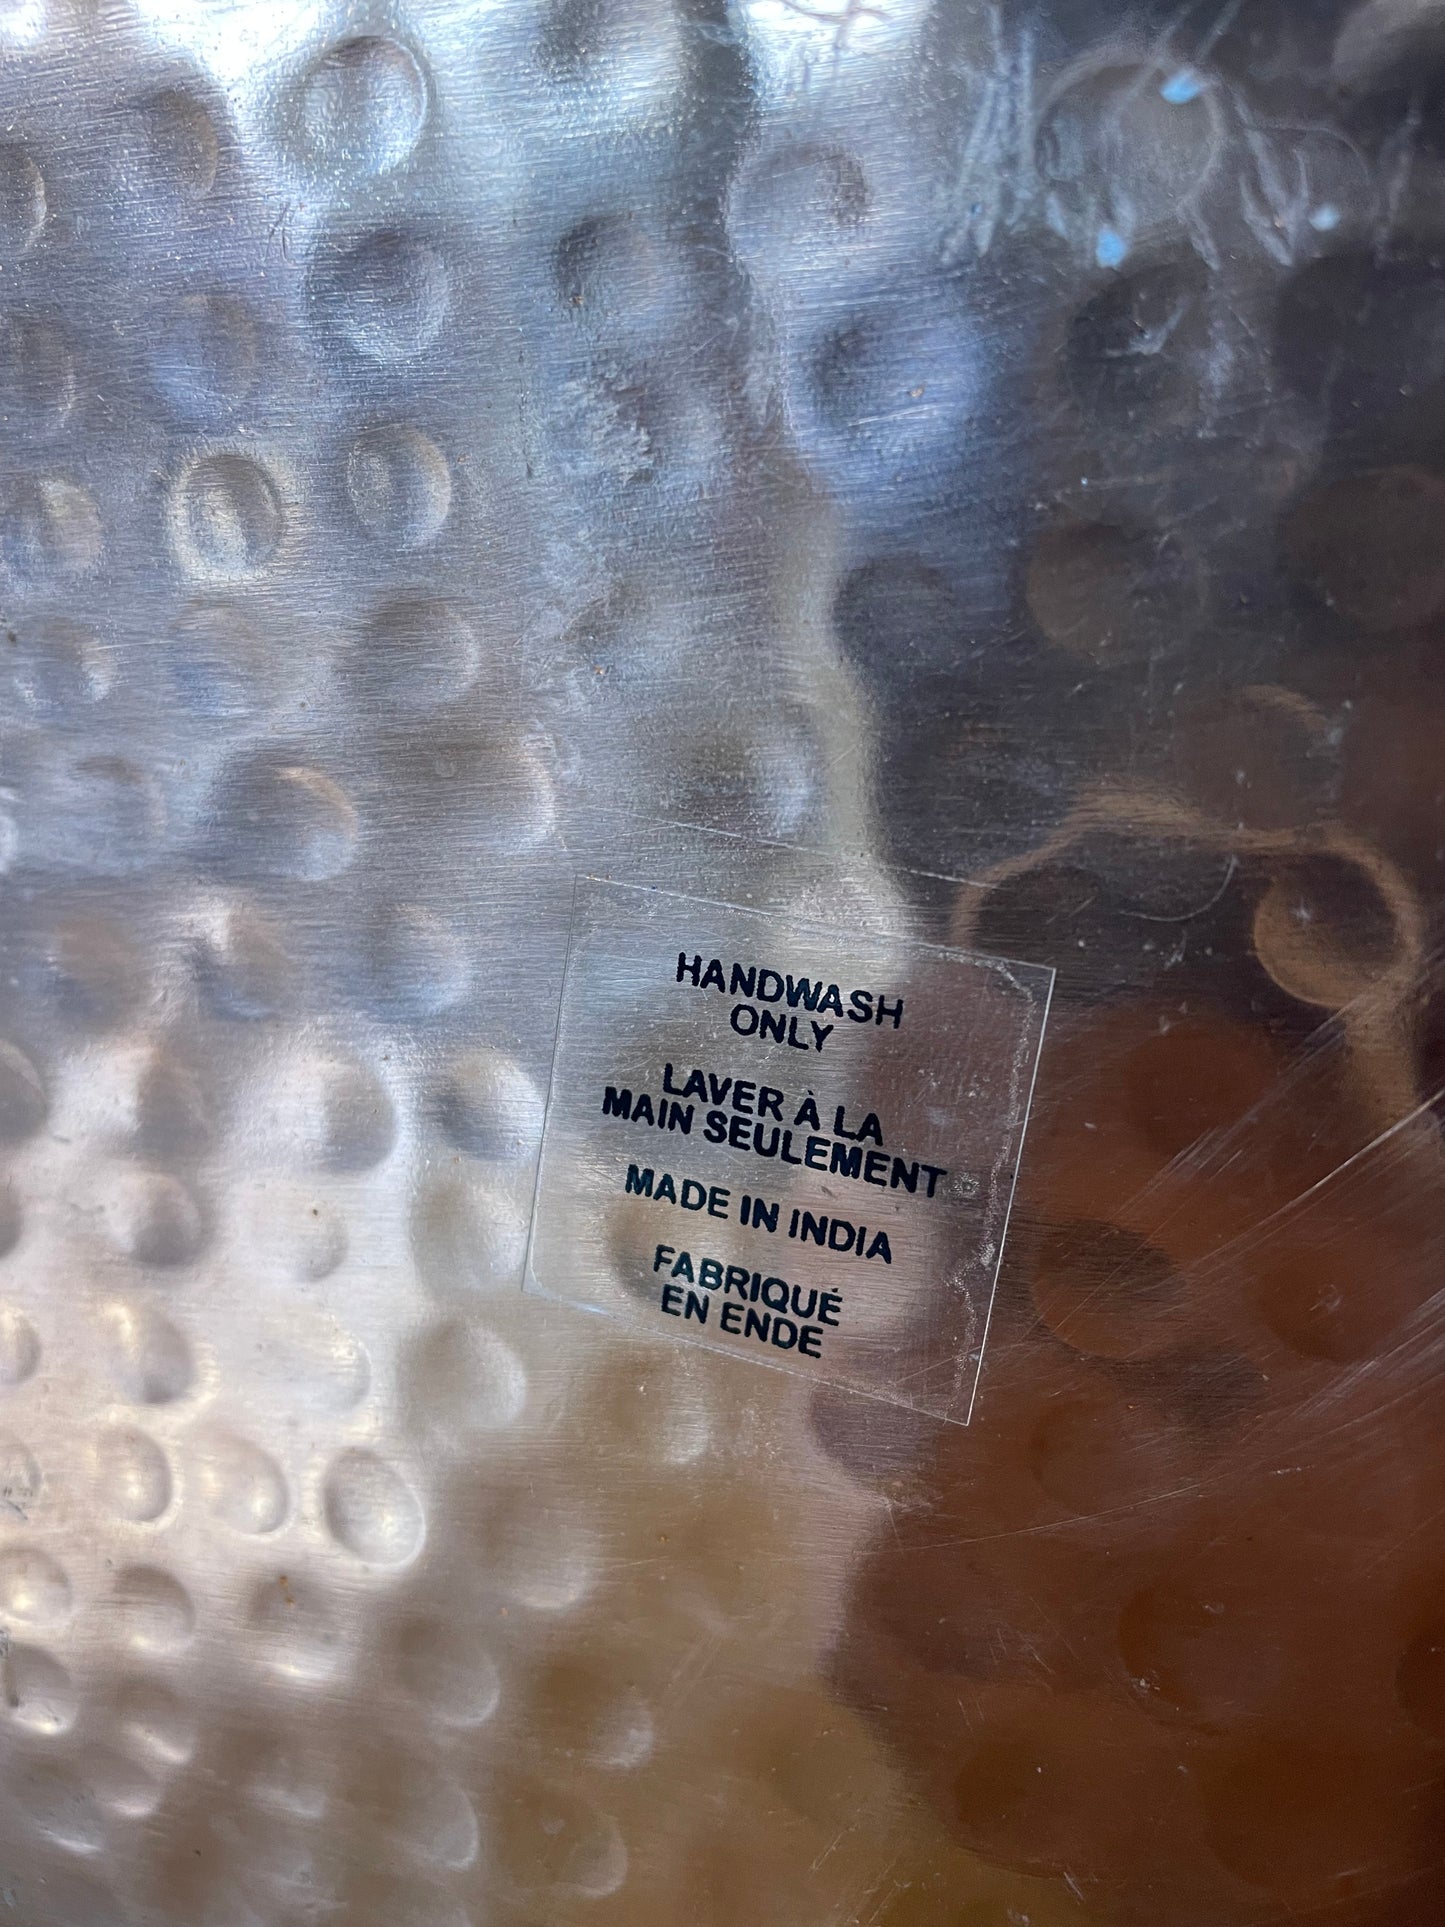 HANDWASH
ONLY
LAVER À LA
MAIN SEULEMENT
MADE IN INDIA
FABRIQUÉ
EN ENDE